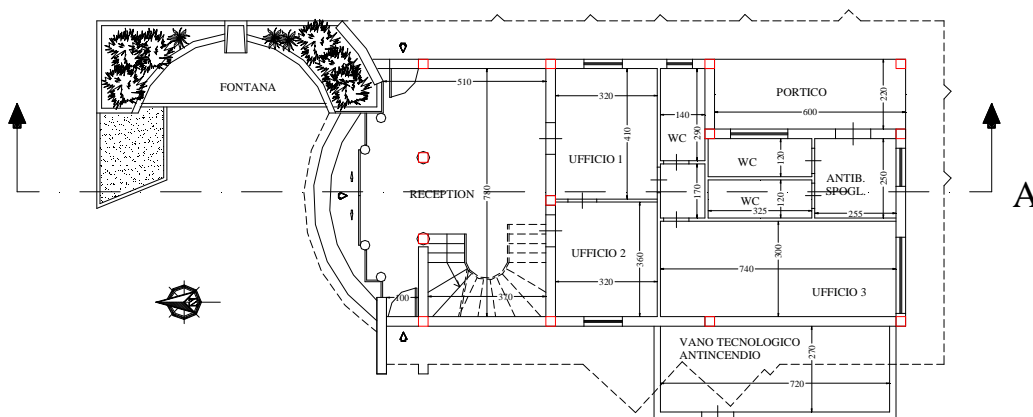 FONTANA
510
320
140
290
WC
PORTICO
600
220
410
UFFICIO 1
WC
120
ANTIB.
SPOGL.
250
RECEPTION
780
170
WC
120
325
255
UFFICIO 2
360
320
300
740
UFFICIO 3
100
370
VANO TECNOLOGICO
ANTINCENDIO
270
720
A